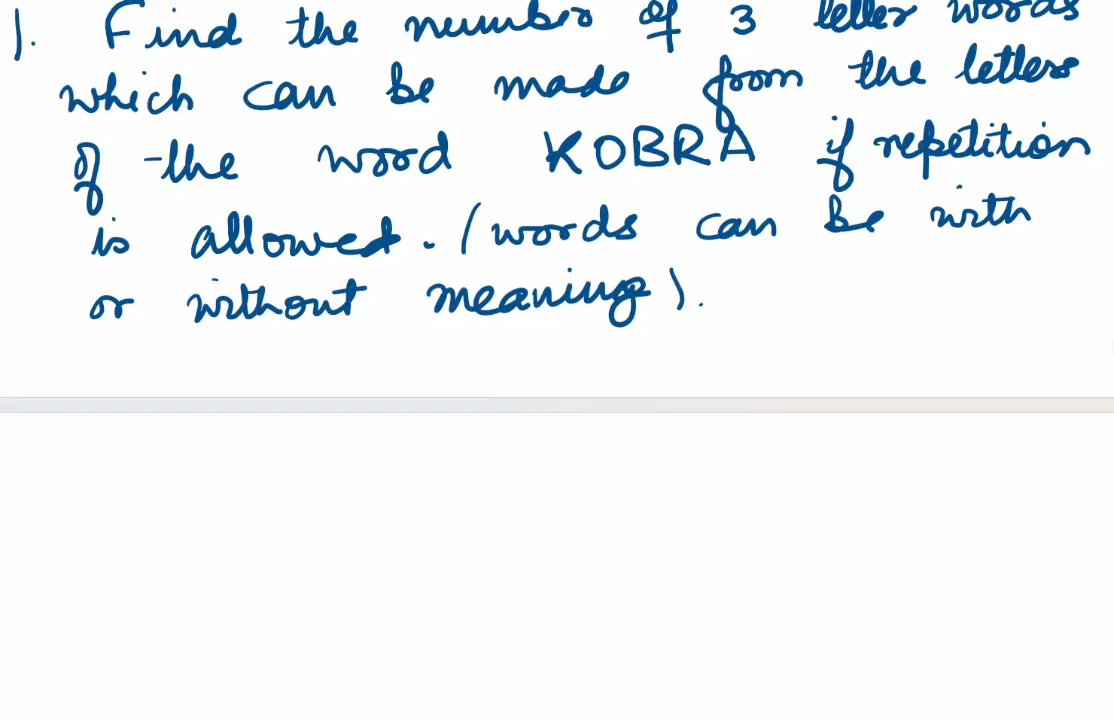 1. Find the number of 3 letter words
which can be made from the letters
of the word KOBRA if repetition
is allowed. (words can be with
or without meaning).